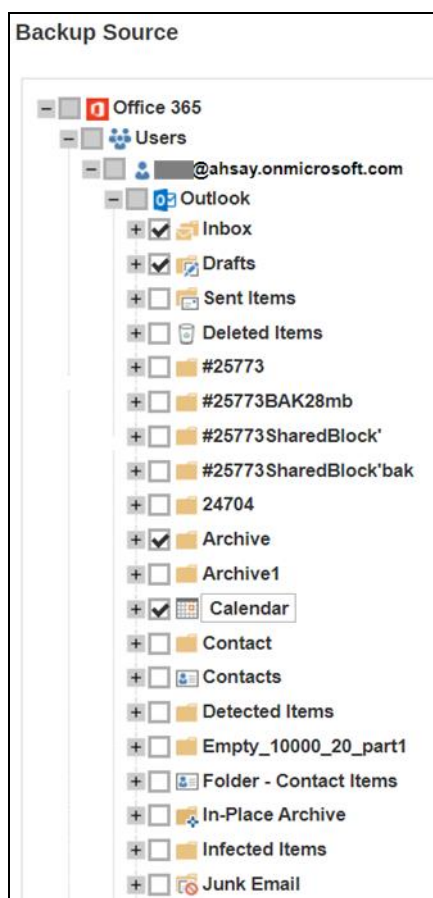 Backup Source
Office 365
Users
@ahsay.onmicrosoft.com
Outlook
Inbox
Drafts
Sent Items
Deleted Items
#25773
#25773BAK28mb
#25773SharedBlock'
#25773SharedBlock'bak
24704
Archive
Archive1
Calendar
Contact
Contacts
Detected Items
Empty_10000_20_part1
Folder - Contact Items
In-Place Archive
Infected Items
Junk Email